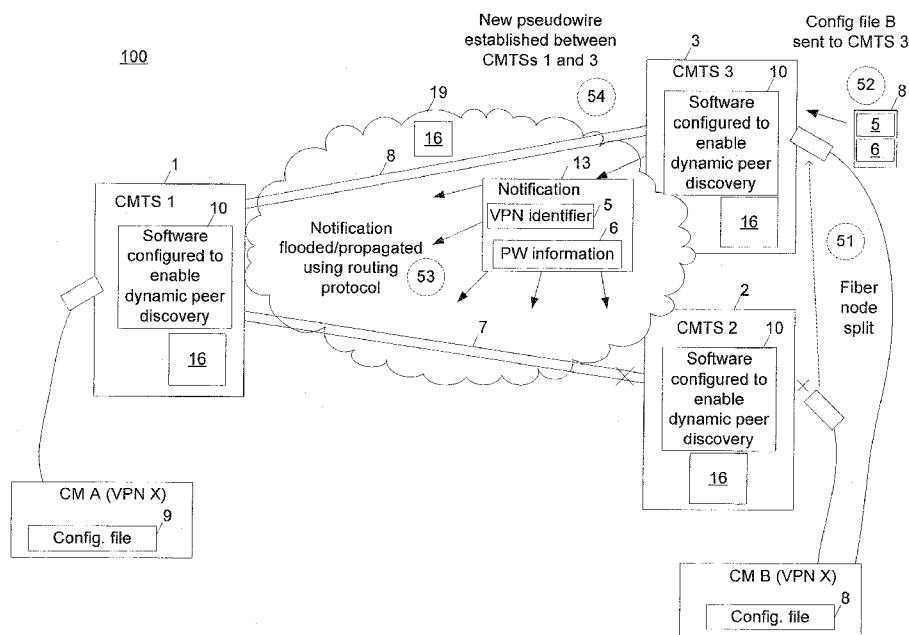 New pseudowire
established between
CMTSs 1 and 3
54
Config file B
sent to CMTS 3
52
8
5
6
100
19
16
3
CMTS 3
10
Software
configured to
enable
dynamic peer
discovery
16
1
CMTS 1
10
Software
configured to
enable
dynamic peer
discovery
16
8
13
Notification
VPN identifier
5
6
PW information
Notification
flooded/propagated
using routing
protocol
53
51
Fiber
node
split
7
2
CMTS 2
10
Software
configured to
enable
dynamic peer
discovery
16
CM A (VPN X)
Config. file
9
CM B (VPN X)
Config. file
8